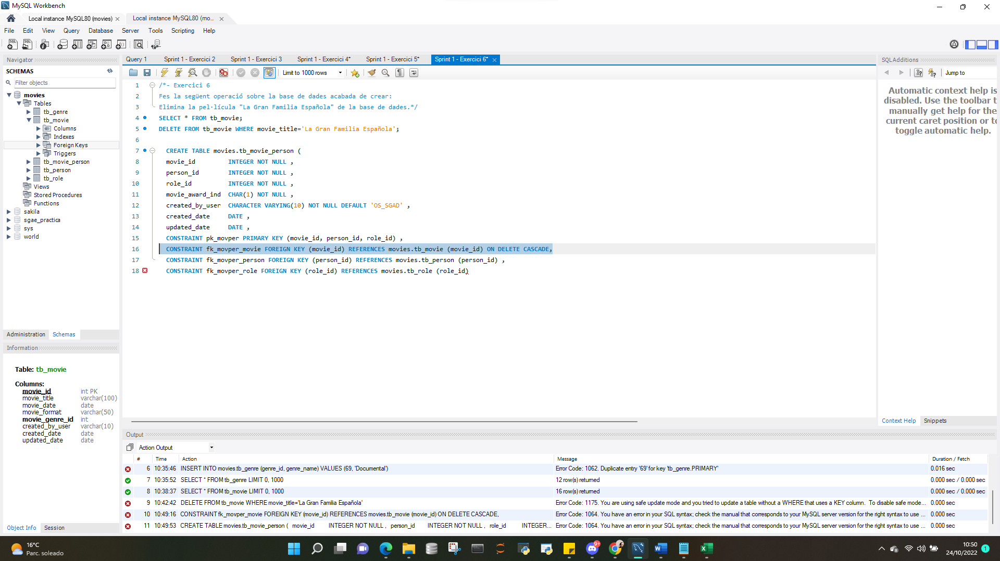 MySQL Workbench
Local instance MySQL80 (movies)
Local instance MySQL80 (mo...
File Edit View Query Database Server Tools Scripting Help
Navigator
SCHEMAS
Filter objects
movies
Tables
tb_genre
tb_movie
Columns
Indexes
Foreign Keys
Triggers
tb_movie_person
tb_person
tb_role
Views
Stored Procedures
Functions
sakila
sgae_practica
sys
world
Administration Schemas
Information
Table: tb_movie
Columns:
movie_id int PK
movie_title varchar(100)
movie_date date
movie_format varchar(50)
movie_genre_id int
created_by_user varchar(10)
created_date date
updated_date date
Object Info Session
Query 1 Sprint 1 - Exercici 2 Sprint 1 - Exercici 3 Sprint 1 - Exercici 4* Sprint 1 - Exercici 5* Sprint 1 - Exercici 6*
Limit to 1000 rows
1 /*- Exercici 6
2 Fes la següent operació sobre la base de dades acabada de crear:
3 Elimina la pel·lícula "La Gran Familia Española" de la base de dades.*/
4 SELECT * FROM tb_movie;
5 DELETE FROM tb_movie WHERE movie_title='La Gran Familia Española';
6
7 CREATE TABLE movies.tb_movie_person (
8 movie_id INTEGER NOT NULL ,
9 person_id INTEGER NOT NULL ,
10 role_id INTEGER NOT NULL ,
11 movie_award_ind CHAR(1) NOT NULL ,
12 created_by_user CHARACTER VARYING(10) NOT NULL DEFAULT 'OS_SGAD' ,
13 created_date DATE ,
14 updated_date DATE ,
15 CONSTRAINT pk_movper PRIMARY KEY (movie_id, person_id, role_id) ,
16 CONSTRAINT fk_movper_movie FOREIGN KEY (movie_id) REFERENCES movies.tb_movie (movie_id) ON DELETE CASCADE,
17 CONSTRAINT fk_movper_person FOREIGN KEY (person_id) REFERENCES movies.tb_person (person_id) ,
18 CONSTRAINT fk_movper_role FOREIGN KEY (role_id) REFERENCES movies.tb_role (role_id)
SQLAdditions
Jump to
Automatic context help is
disabled. Use the toolbar t
manually get help for the
current caret position or to
toggle automatic help.
Context Help Snippets
Output
Action Output
# Time Action Message Duration / Fetch
6 10:35:46 INSERT INTO movies.tb_genre (genre_id, genre_name) VALUES (69, 'Documental') Error Code: 1062. Duplicate entry '69' for key 'tb_genre.PRIMARY' 0.016 sec
7 10:35:52 SELECT * FROM tb_genre LIMIT 0, 1000 12 row(s) returned 0.000 sec / 0.000 sec
8 10:38:37 SELECT * FROM tb_movie LIMIT 0, 1000 16 row(s) returned 0.000 sec / 0.000 sec
9 10:42:42 DELETE FROM tb_movie WHERE movie_title='La Gran Familia Española' Error Code: 1175. You are using safe update mode and you tried to update a table without a WHERE that uses a KEY column. To disable safe mode... 0.000 sec
10 10:49:16 CONSTRAINT fk_movper_movie FOREIGN KEY (movie_id) REFERENCES movies.tb_movie (movie_id) ON DELETE CASCADE, Error Code: 1064. You have an error in your SQL syntax; check the manual that corresponds to your MySQL server version for the right syntax to use ... 0.000 sec
11 10:49:53 CREATE TABLE movies.tb_movie_person ( movie_id INTEGER NOT NULL , person_id INTEGER NOT NULL , role_id INTEGER... Error Code: 1064. You have an error in your SQL syntax; check the manual that corresponds to your MySQL server version for the right syntax to use ... 0.000 sec
16°C
Parc. soleado
9+
10:50
24/10/2022
1